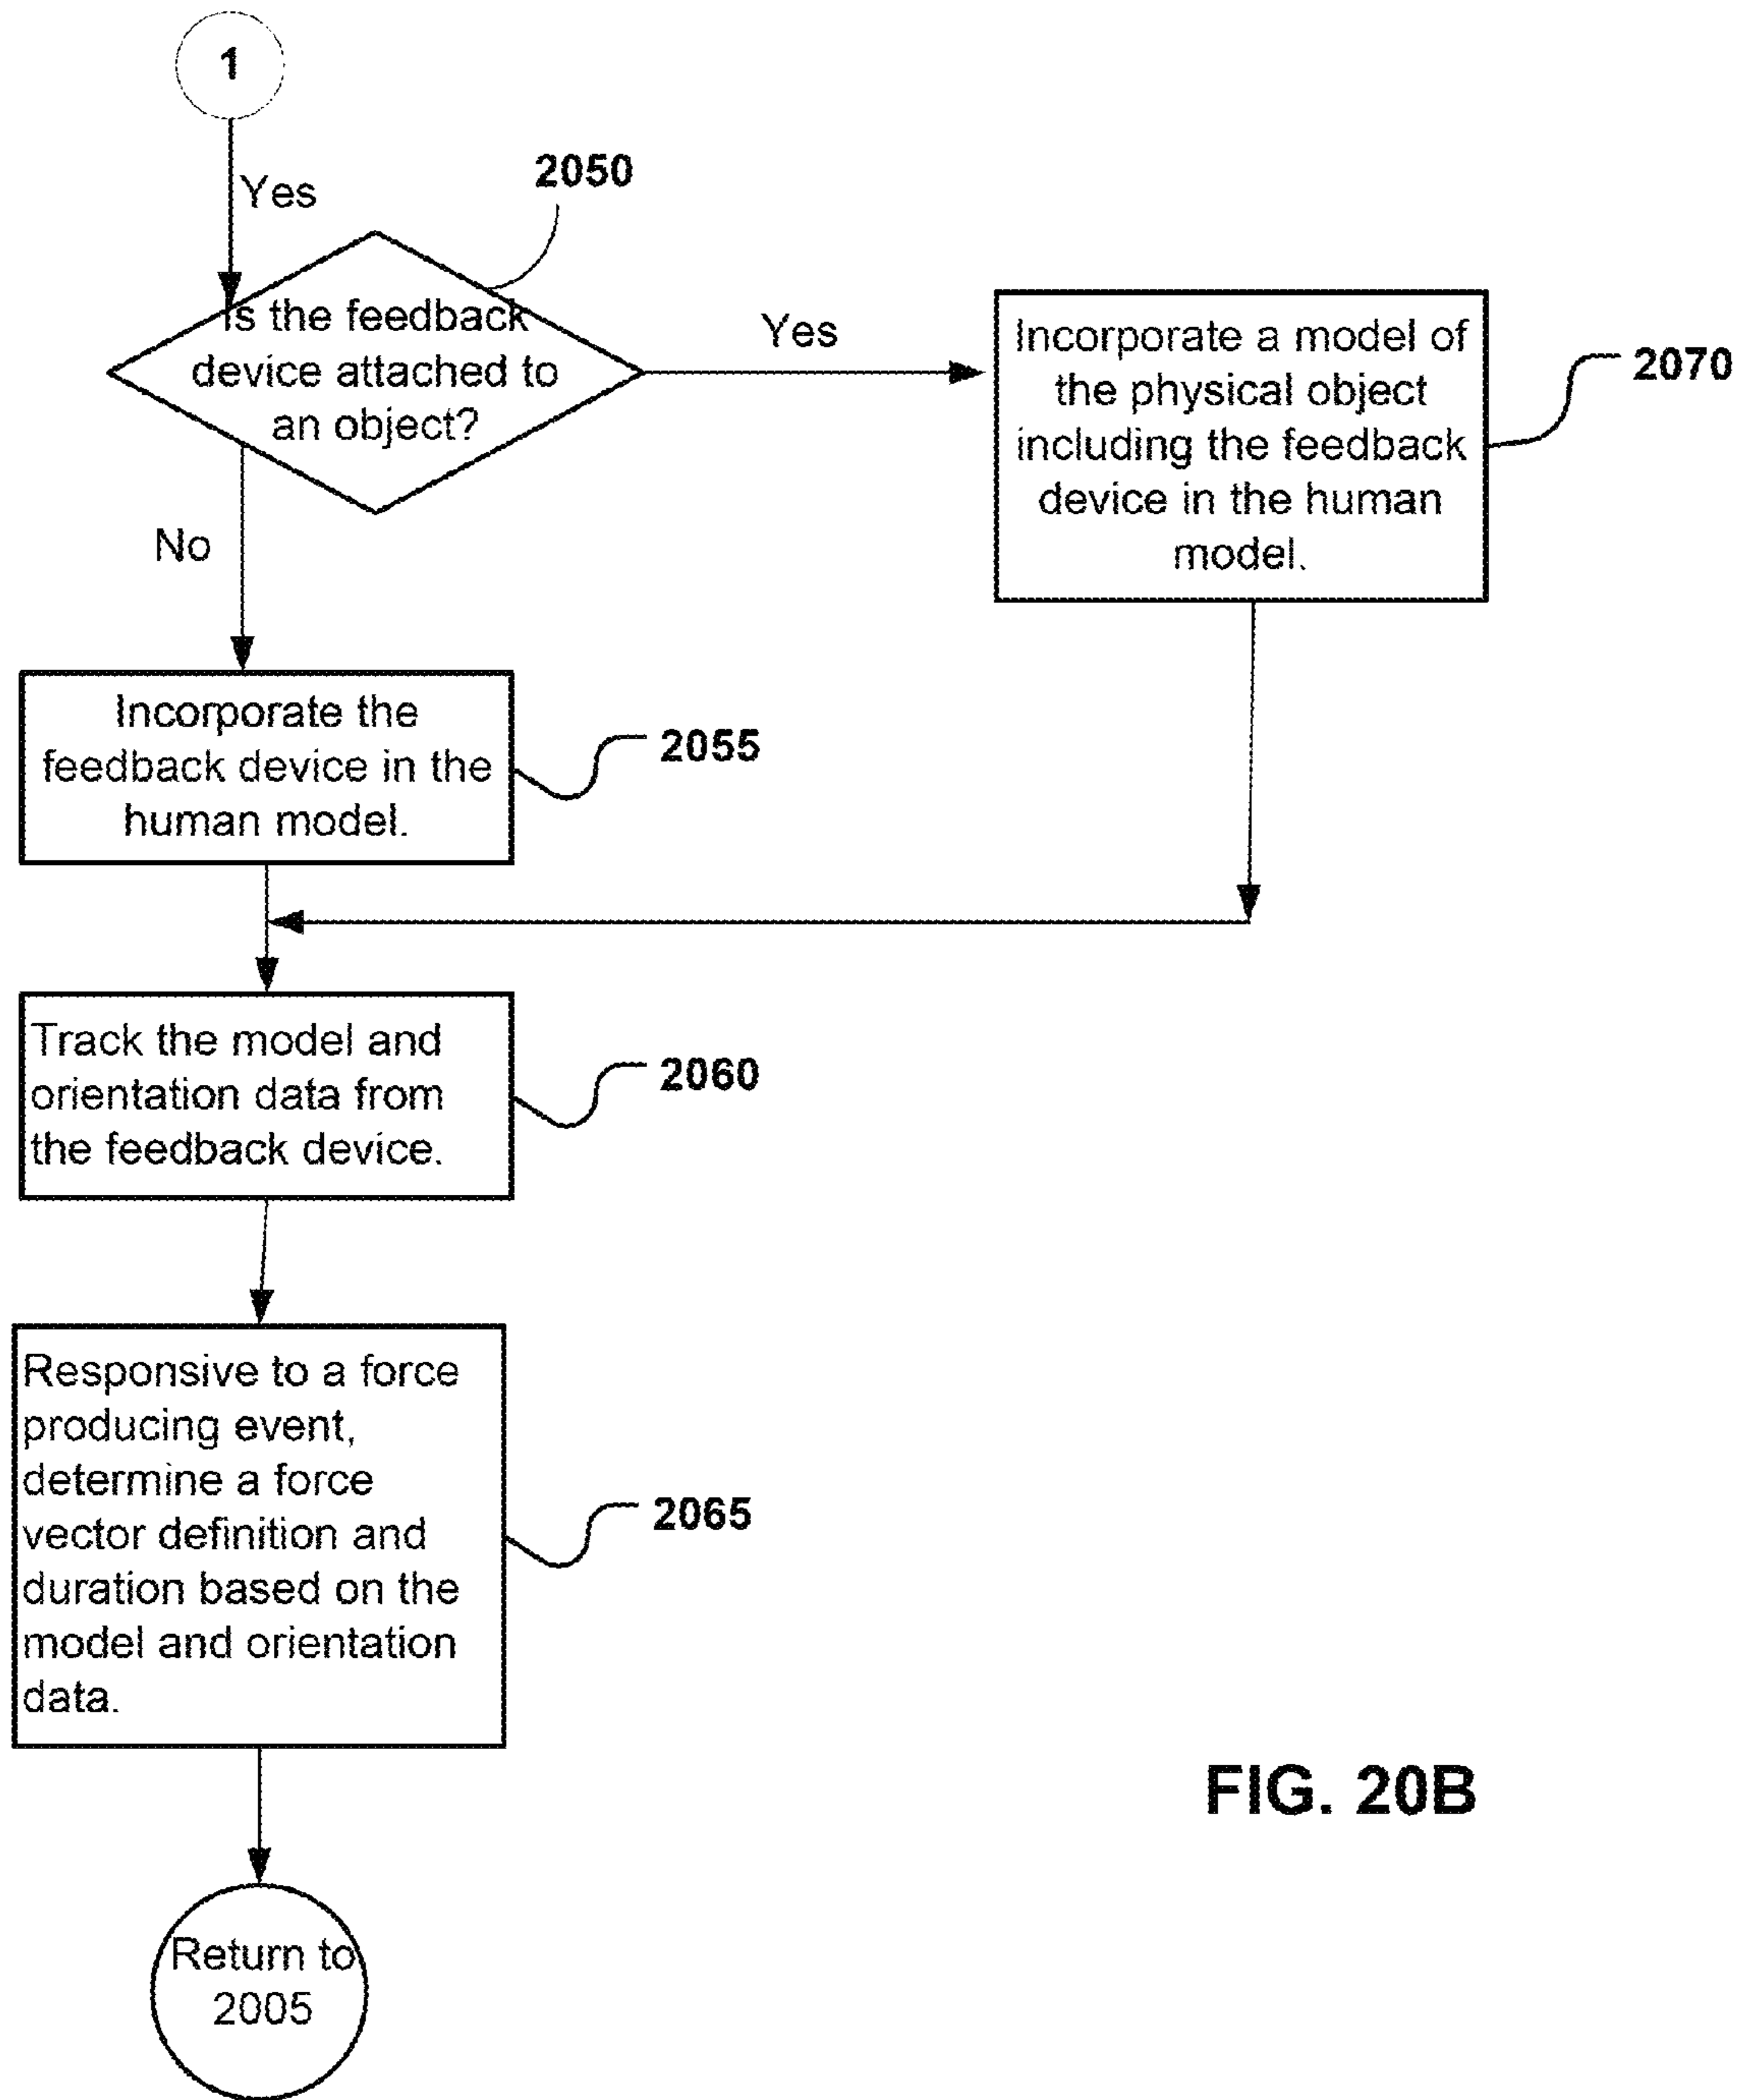 1
Yes
2050
Is the feedback
device attached to
an object?
Yes
Incorporate a model of
the physical object
including the feedback
device in the human
model.
2070
No
Incorporate the
feedback device in the
human model.
2055
Track the model and
orientation data from
the feedback device.
2060
Responsive to a force
producing event,
determine a force
vector definition and
duration based on the
model and orientation
data.
2065
FIG. 20B
Return to
2005